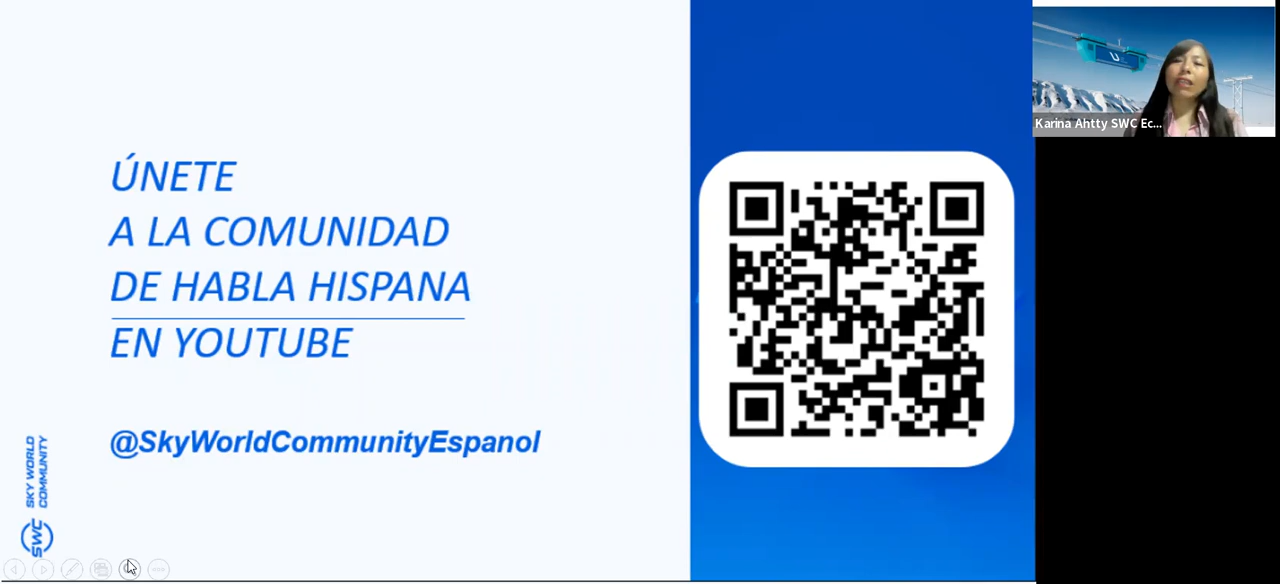 ÚNETE
A LA COMUNIDAD
DE HABLA HISPANA
EN YOUTUBE
@SkyWorldCommunityEspanol
SKY WORLD
COMMUNITY
SWC
Karina Ahtty SWC Ec...
U